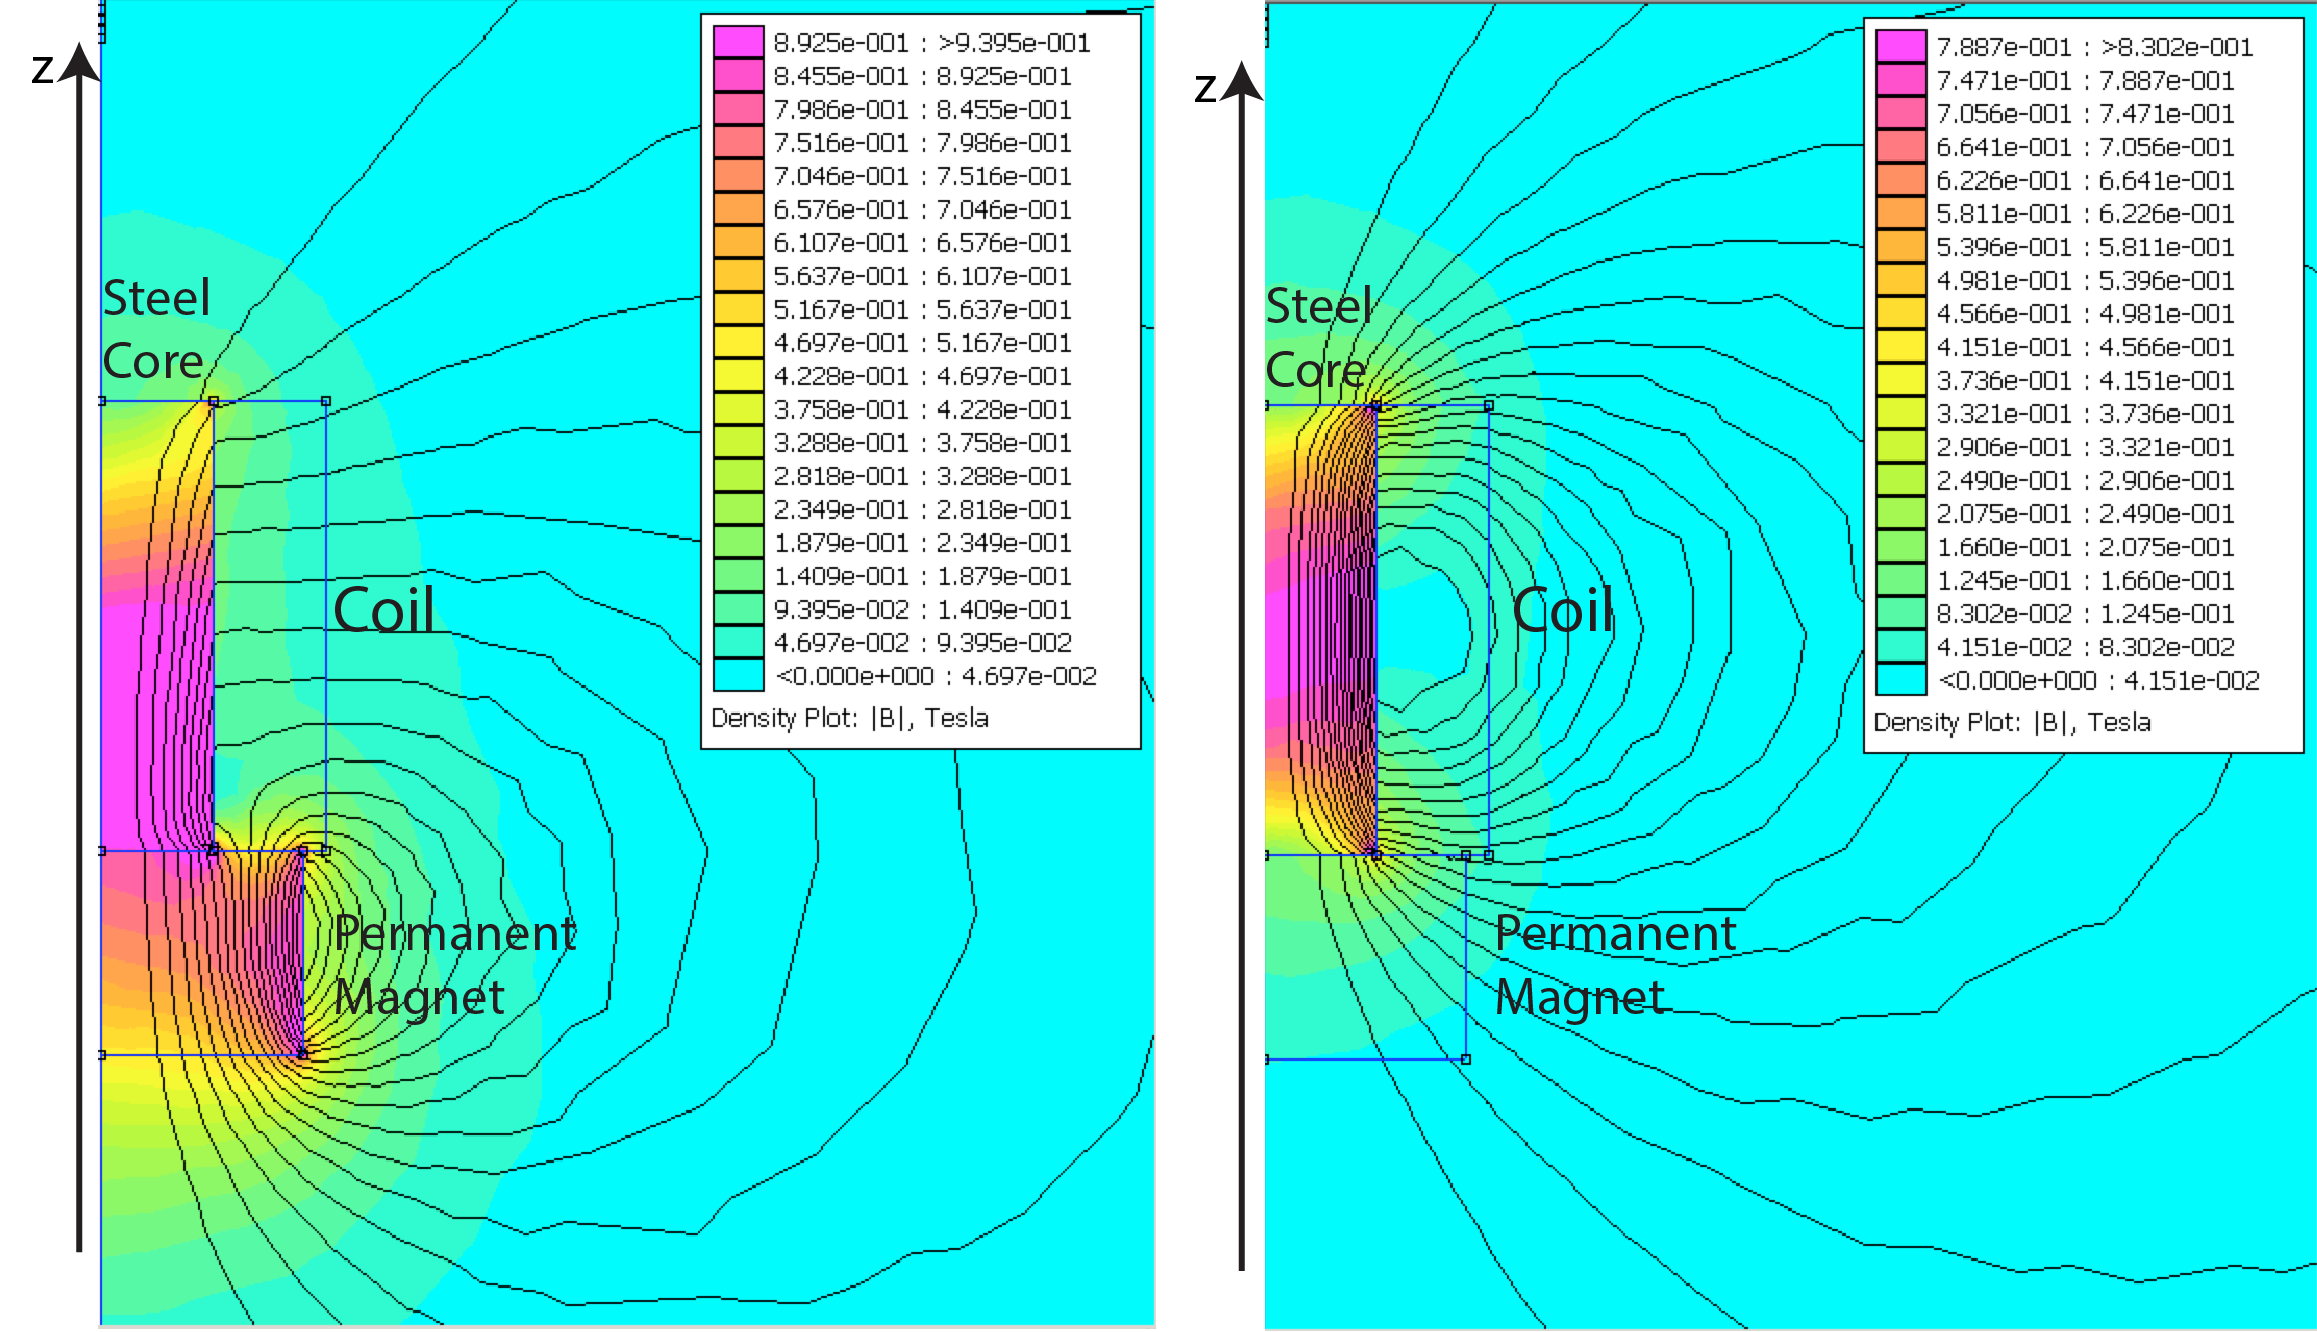 z
8.925e-001 : >9.395e-001
8.455e-001 : 8.925e-001
7.986e-001 : 8.455e-001
7.516e-001 : 7.986e-001
7.046e-001 : 7.516e-001
6.576e-001 : 7.046e-001
6.107e-001 : 6.576e-001
5.637e-001 : 6.107e-001
5.167e-001 : 5.637e-001
4.697e-001 : 5.167e-001
4.228e-001 : 4.697e-001
3.758e-001 : 4.228e-001
3.288e-001 : 3.758e-001
2.818e-001 : 3.288e-001
2.349e-001 : 2.818e-001
1.879e-001 : 2.349e-001
1.409e-001 : 1.879e-001
9.395e-002 : 1.409e-001
4.697e-002 : 9.395e-002
<0.000e+000 : 4.697e-002
Density Plot: |B|, Tesla
Steel
Core
Coil
Permanent
Magnet
z
7.887e-001 : >8.302e-001
7.471e-001 : 7.887e-001
7.056e-001 : 7.471e-001
6.641e-001 : 7.056e-001
6.226e-001 : 6.641e-001
5.811e-001 : 6.226e-001
5.396e-001 : 5.811e-001
4.981e-001 : 5.396e-001
4.566e-001 : 4.981e-001
4.151e-001 : 4.566e-001
3.736e-001 : 4.151e-001
3.321e-001 : 3.736e-001
2.906e-001 : 3.321e-001
2.490e-001 : 2.906e-001
2.075e-001 : 2.490e-001
1.660e-001 : 2.075e-001
1.245e-001 : 1.660e-001
8.302e-002 : 1.245e-001
4.151e-002 : 8.302e-002
<0.000e+000 : 4.151e-002
Density Plot: |B|, Tesla
Steel
Core
Coil
Permanent
Magnet